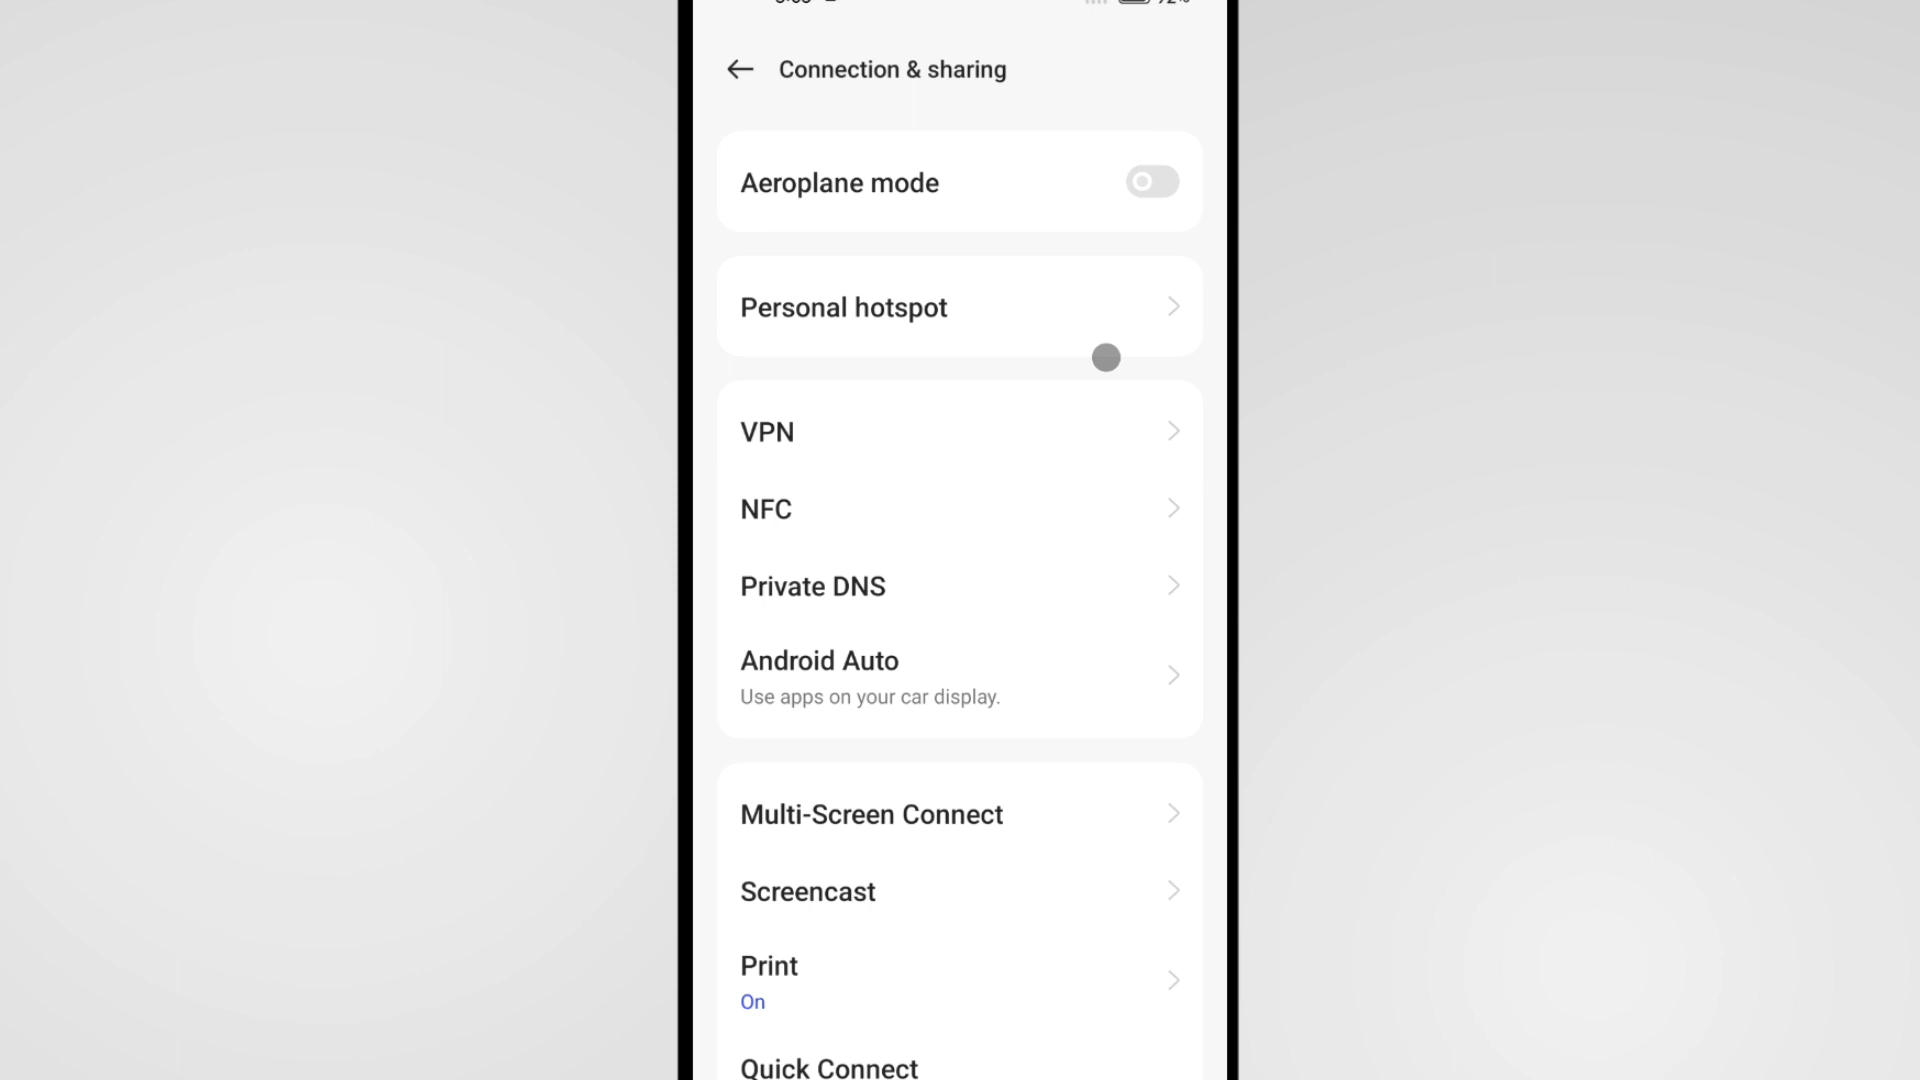 Connection & sharing
Aeroplane mode
Personal hotspot
VPN
NFC
Private DNS
Android Auto
Use apps on your car display.
Multi-Screen Connect
Screencast
Print
On
Quick Connect